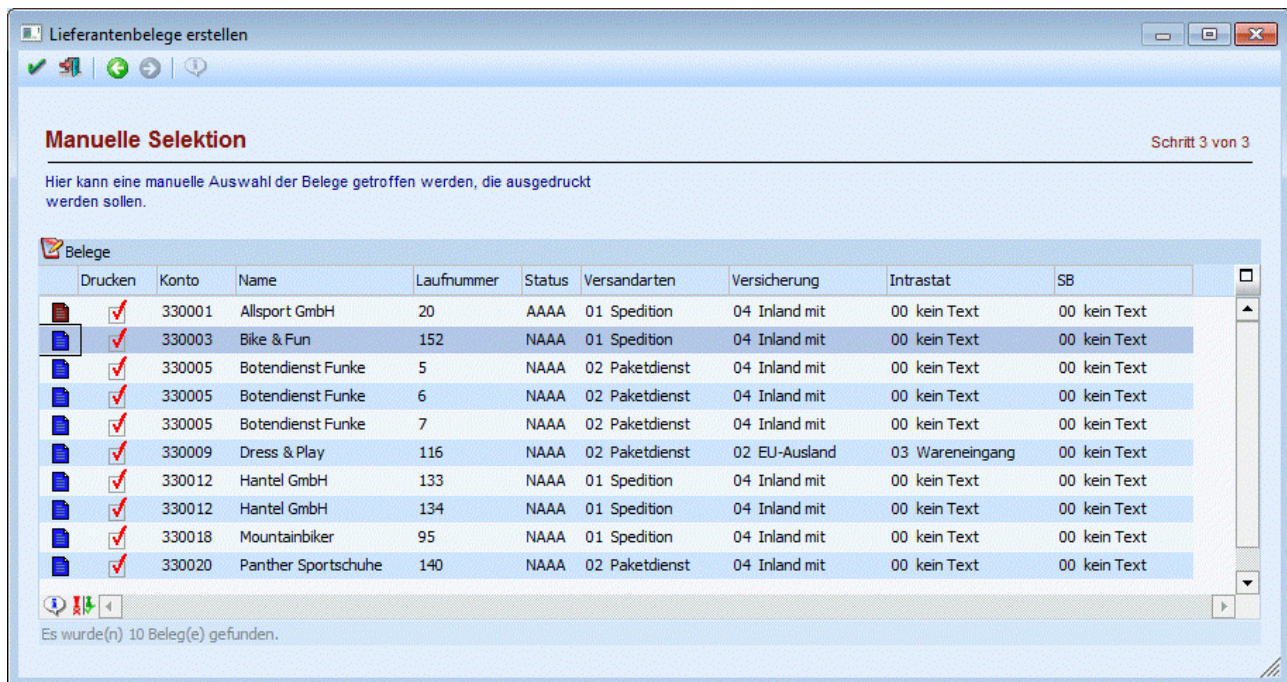 Lieferantenbelege erstellen
Manuelle Selektion
Schritt 3 von 3
Hier kann eine manuelle Auswahl der Belege getroffen werden, die ausgedruckt
werden sollen.
Belege
Drucken Konto Name Laufnummer Status Versandarten Versicherung Intrastat SB
330001 Allsport GmbH 20 AAAA 01 Spedition 04 Inland mit 00 kein Text 00 kein Text
330003 Bike & Fun 152 NAAA 01 Spedition 04 Inland mit 00 kein Text 00 kein Text
330005 Botendienst Funke 5 NAAA 02 Paketdienst 04 Inland mit 00 kein Text 00 kein Text
330005 Botendienst Funke 6 NAAA 02 Paketdienst 04 Inland mit 00 kein Text 00 kein Text
330005 Botendienst Funke 7 NAAA 02 Paketdienst 04 Inland mit 00 kein Text 00 kein Text
330009 Dress & Play 116 NAAA 02 Paketdienst 02 EU-Ausland 03 Wareneingang 00 kein Text
330012 Hantel GmbH 133 NAAA 01 Spedition 04 Inland mit 00 kein Text 00 kein Text
330012 Hantel GmbH 134 NAAA 01 Spedition 04 Inland mit 00 kein Text 00 kein Text
330018 Mountainbiker 95 NAAA 01 Spedition 04 Inland mit 00 kein Text 00 kein Text
330020 Panther Sportschuhe 140 NAAA 02 Paketdienst 04 Inland mit 00 kein Text 00 kein Text
Es wurde(n) 10 Beleg(e) gefunden.